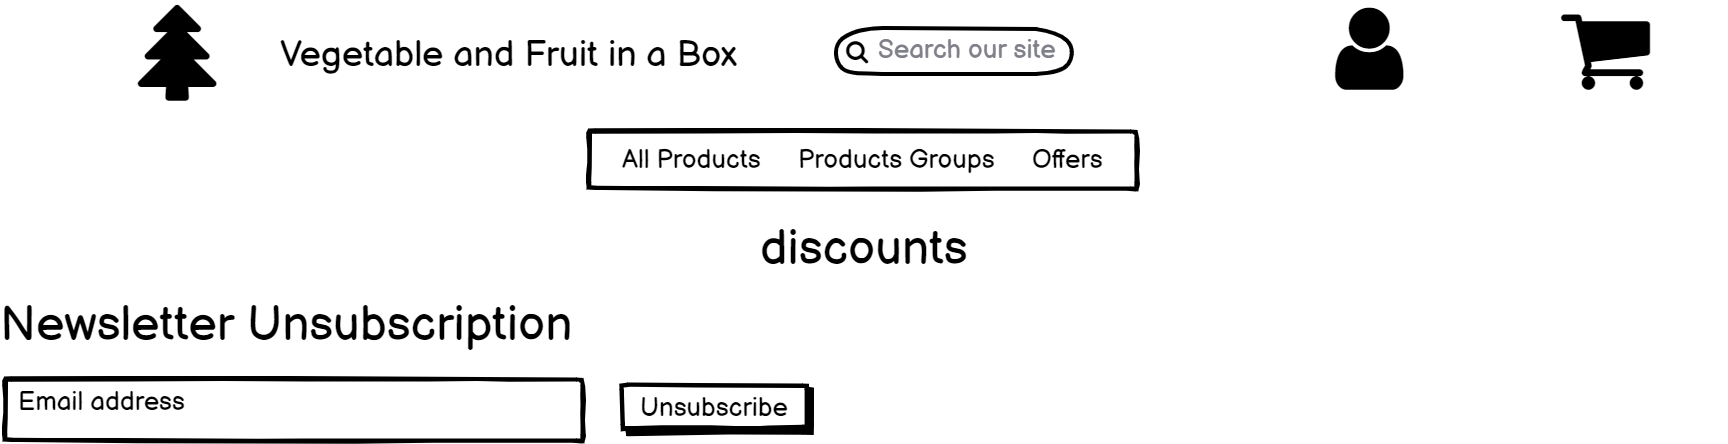 Vegetable and Fruit in a Box
Search our site
All Products Products Groups Offers
discounts
Newsletter Unsubscription
Email address
Unsubscribe